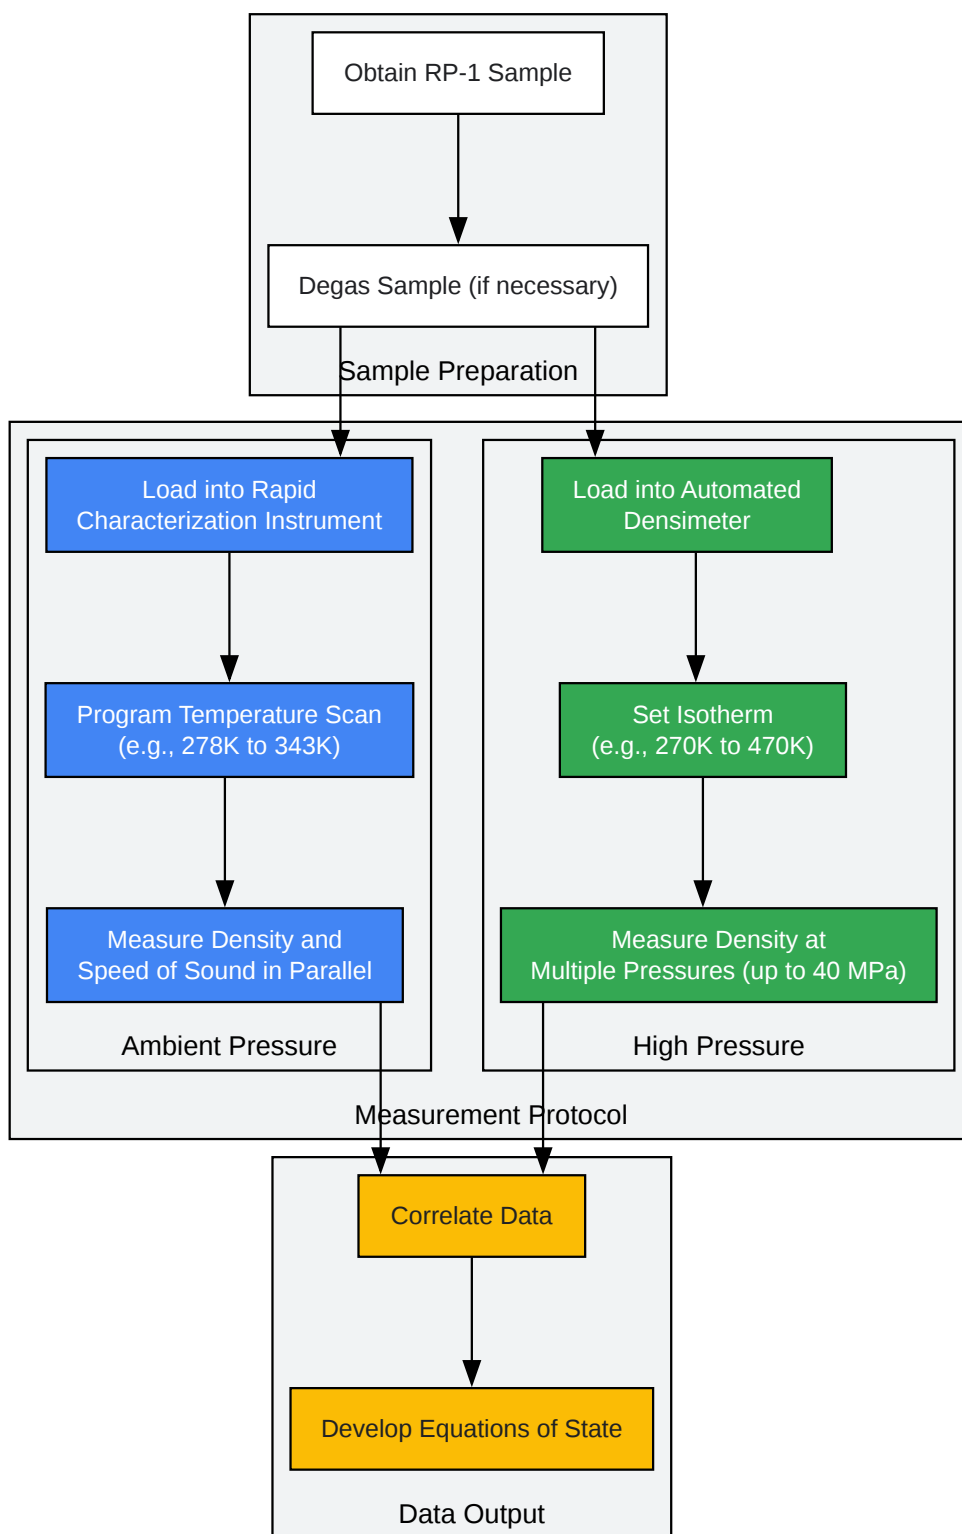 Obtain RP-1 Sample
Degas Sample (if necessary)
Sample Preparation
Load into Rapid
Characterization Instrument
Program Temperature Scan
(e.g., 278K to 343K)
Measure Density and
Speed of Sound in Parallel
Ambient Pressure
Load into Automated
Densimeter
Set Isotherm
(e.g., 270K to 470K)
Measure Density at
Multiple Pressures (up to 40 MPa)
High Pressure
Measurement Protocol
Correlate Data
Develop Equations of State
Data Output